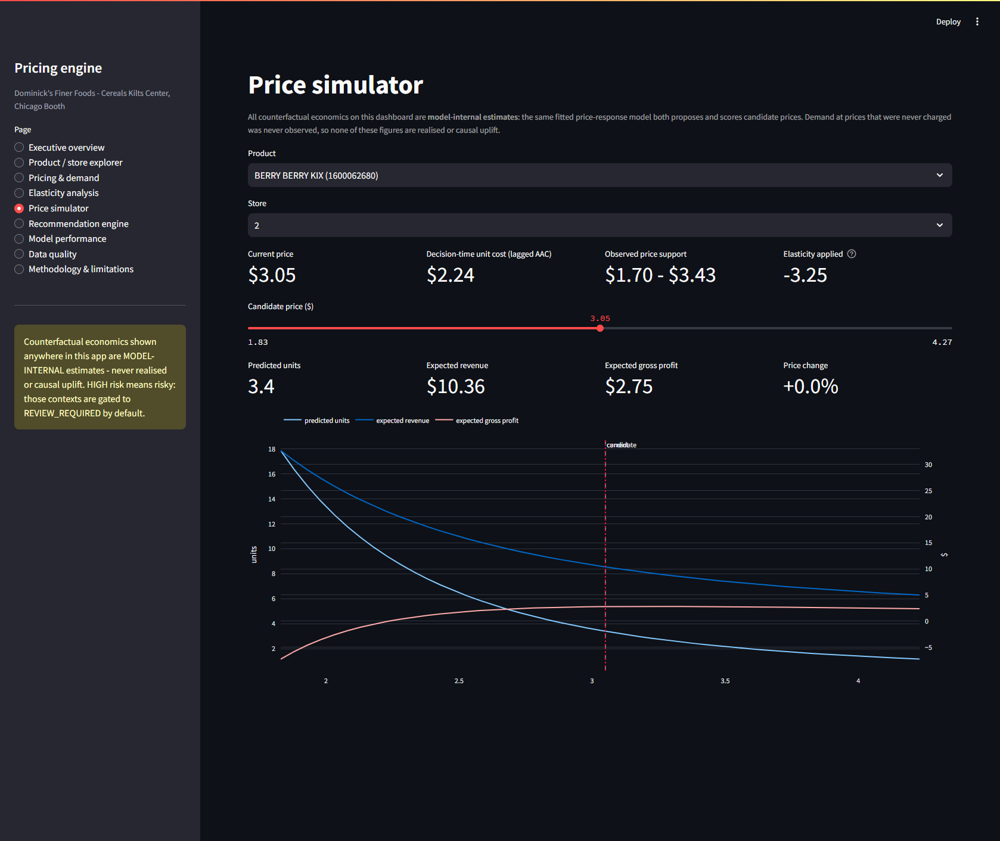 Deploy
Pricing engine
Dominick's Finer Foods - Cereals Kilts Center,
Chicago Booth
Page
Executive overview
Product / store explorer
Pricing & demand
Elasticity analysis
Price simulator
Recommendation engine
Model performance
Data quality
Methodology & limitations
Counterfactual economics shown
anywhere in this app are MODEL-
INTERNAL estimates - never realised
or causal uplift. HIGH risk means risky:
those contexts are gated to
REVIEW_REQUIRED by default.
Price simulator
All counterfactual economics on this dashboard are model-internal estimates: the same fitted price-response model both proposes and scores candidate prices. Demand at prices that were never charged
was never observed, so none of these figures are realised or causal uplift.
Product
BERRY BERRY KIX (1600062680)
Store
2
Current price Decision-time unit cost (lagged AAC) Observed price support Elasticity applied
$3.05 $2.24 $1.70 - $3.43 -3.25
Candidate price ($)
3.05
1.83 4.27
Predicted units Expected revenue Expected gross profit Price change
3.4 $10.36 $2.75 +0.0%
predicted units expected revenue expected gross profit
candidate
18
16
14
12
10
8
6
4
2
units
30
25
20
15
10
5
0
−5
$
2 2.5 3 3.5 4